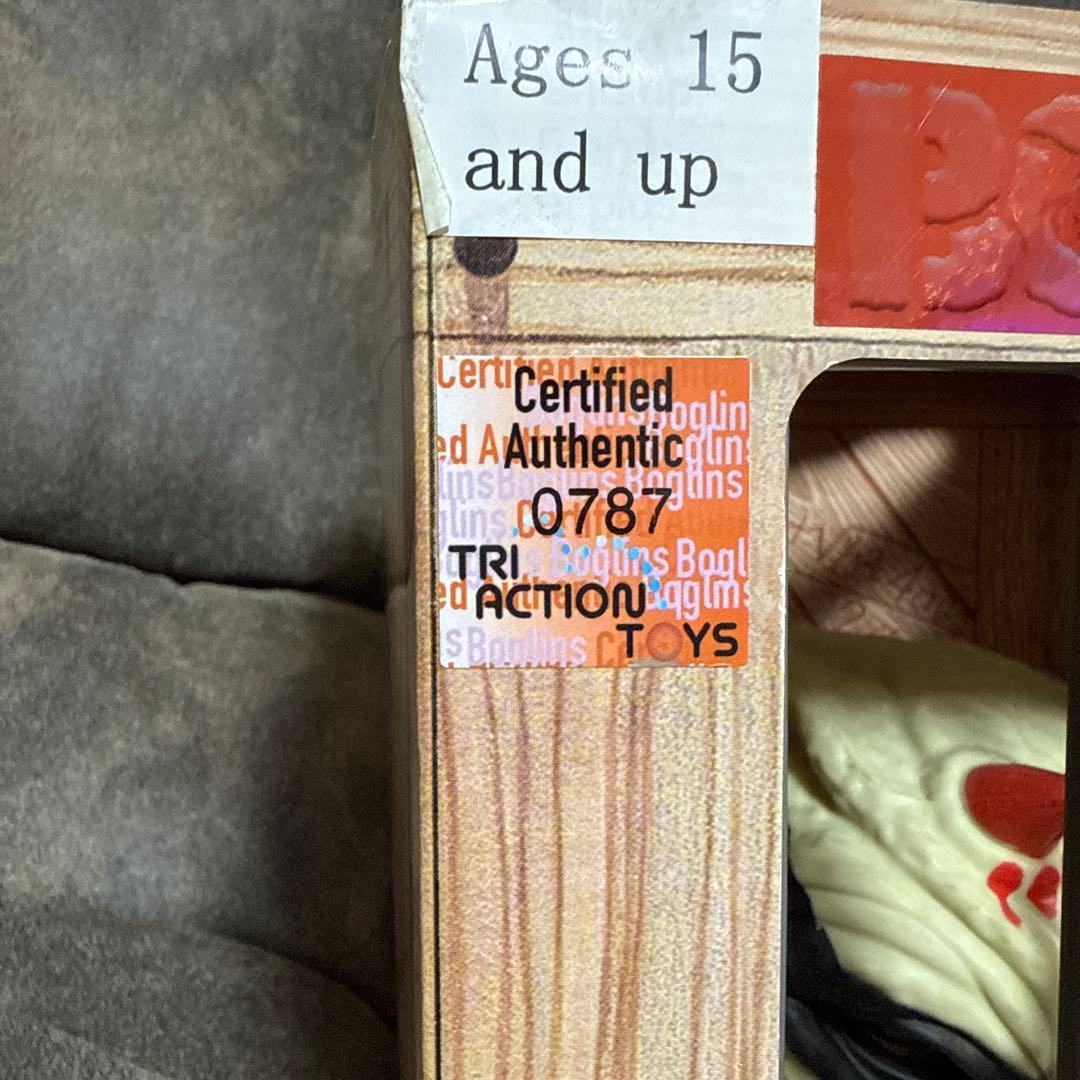 Ages 15
and up
Certified
Authentic
0787
TRI
ACTION
TOYS